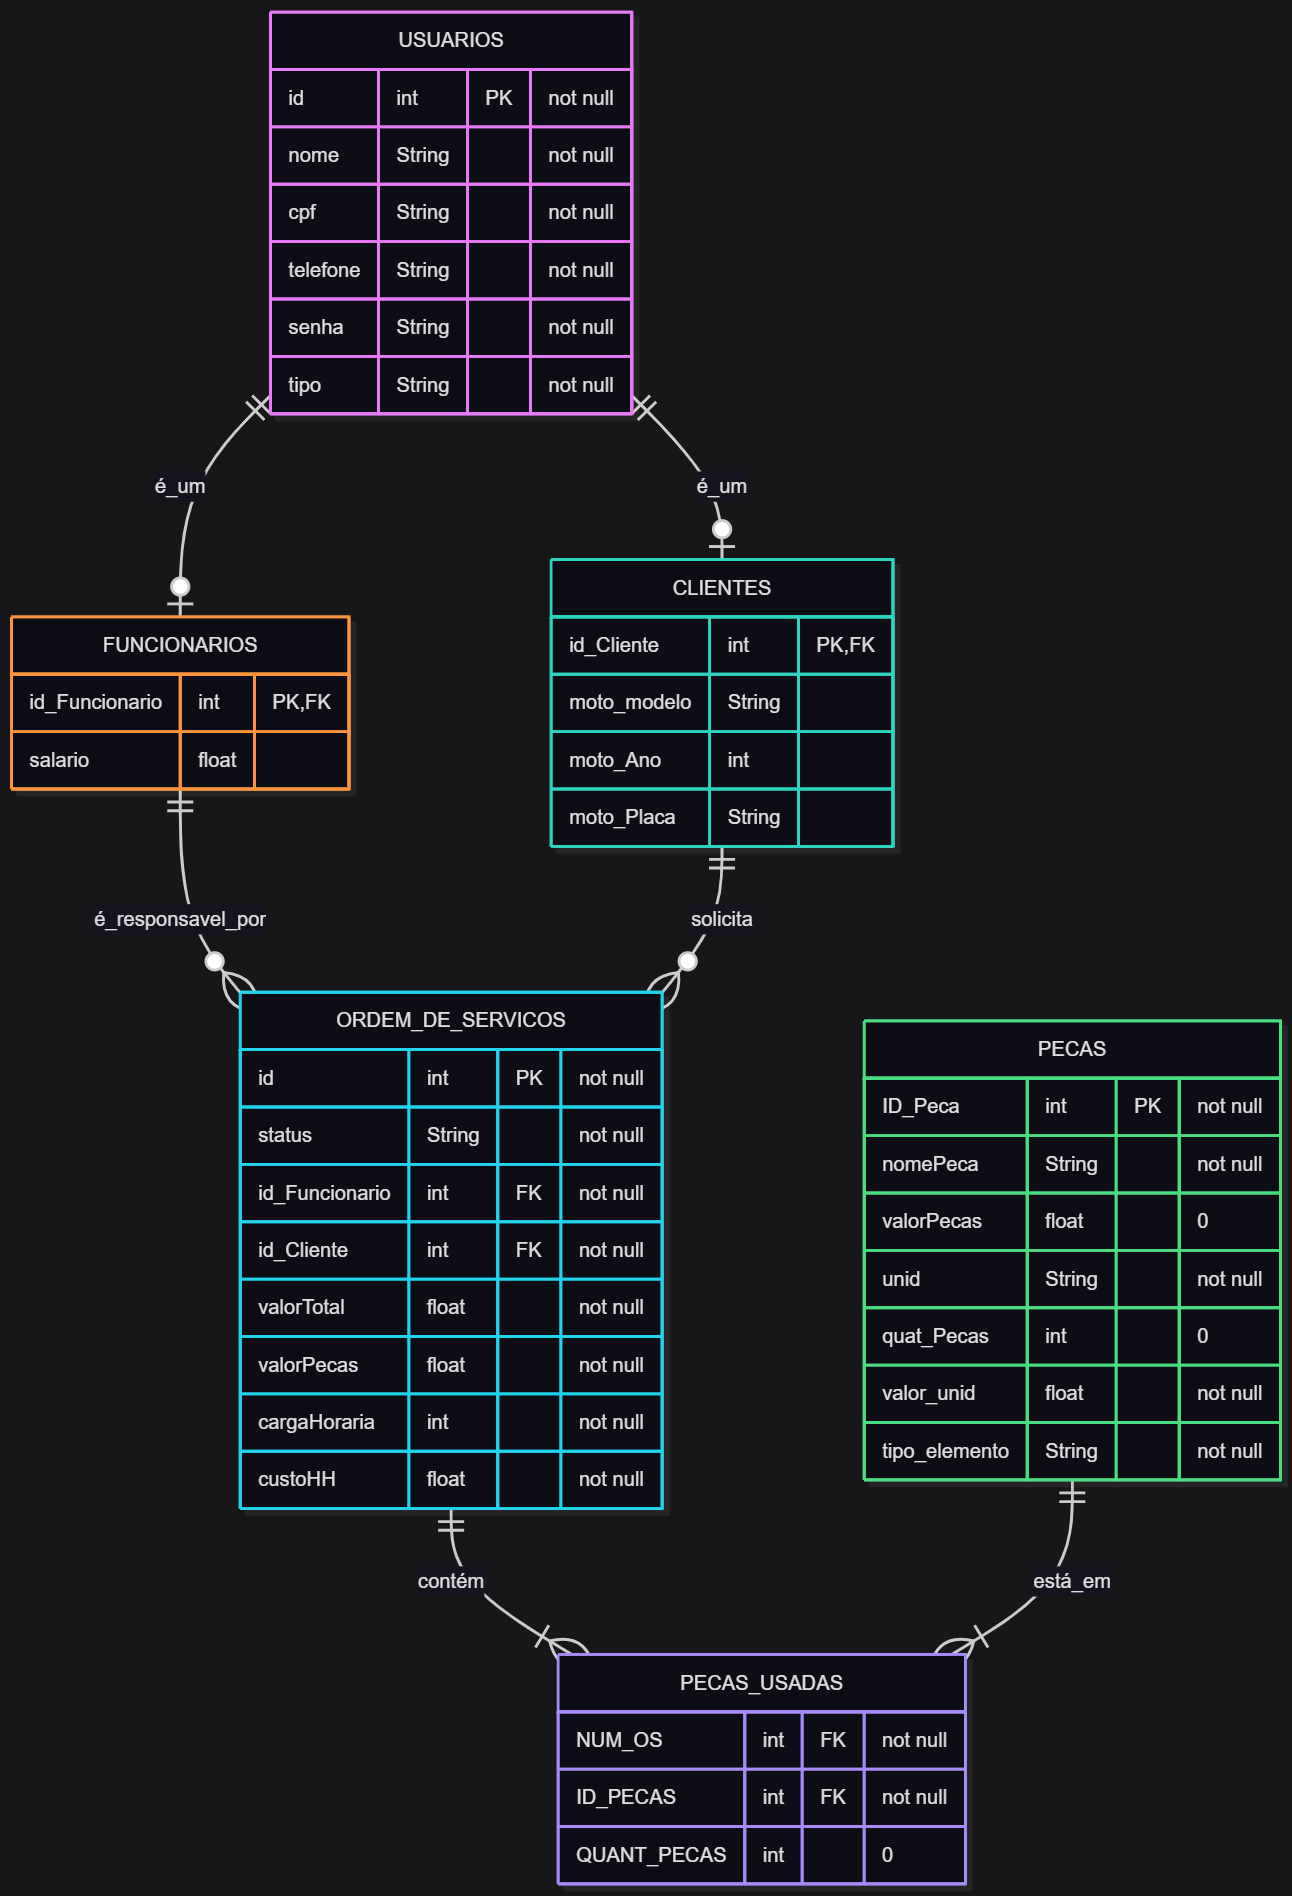 USUARIOS
id int PK not null
nome String not null
cpf String not null
telefone String not null
senha String not null
tipo String not null
é_um
é_um
FUNCIONARIOS
id_Funcionario int PK,FK
salario float
CLIENTES
id_Cliente int PK,FK
moto_modelo String
moto_Ano int
moto_Placa String
é_responsavel_por
solicita
ORDEM_DE_SERVICOS
id int PK not null
status String not null
id_Funcionario int FK not null
id_Cliente int FK not null
valorTotal float not null
valorPecas float not null
cargaHoraria int not null
custoHH float not null
PECAS
ID_Peca int PK not null
nomePeca String not null
valorPecas float 0
unid String not null
quat_Pecas int 0
valor_unid float not null
tipo_elemento String not null
contém
está_em
PECAS_USADAS
NUM_OS int FK not null
ID_PECAS int FK not null
QUANT_PECAS int 0